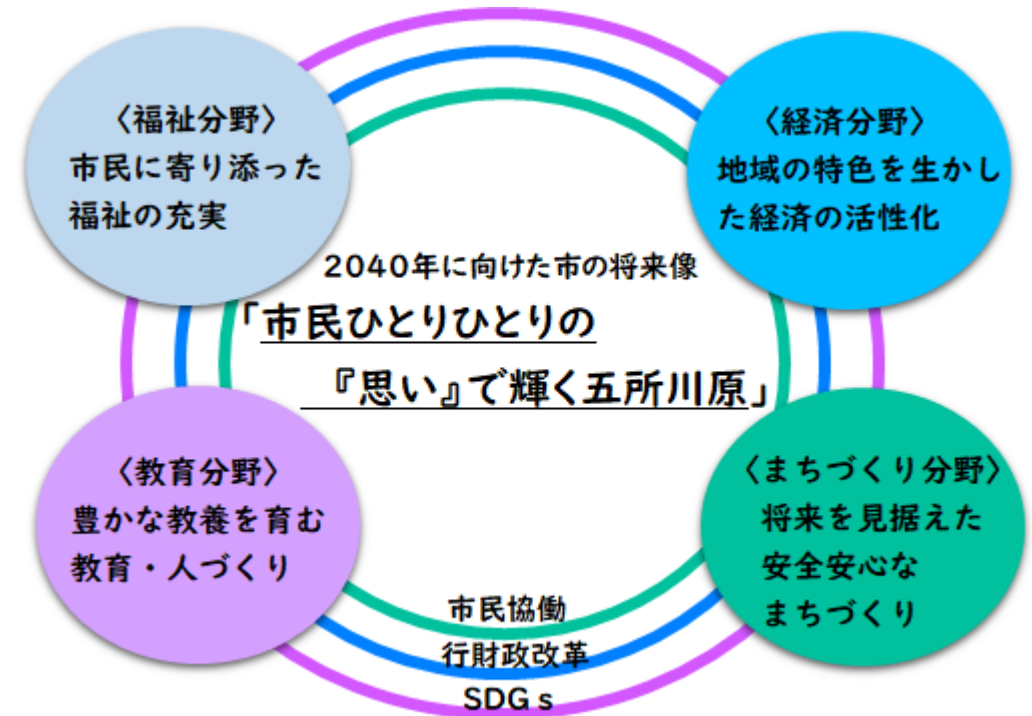 〈福祉分野〉
市民に寄り添った
福祉の充実
〈経済分野〉
地域の特色を生かし
た経済の活性化
2040年に向けた市の将来像
「市民ひとりひとりの
『思い』で輝く五所川原」
〈教育分野〉
豊かな教養を育む
教育・人づくり
〈まちづくり分野〉
将来を見据えた
安全安心な
まちづくり
市民協働
行財政改革
SDGs